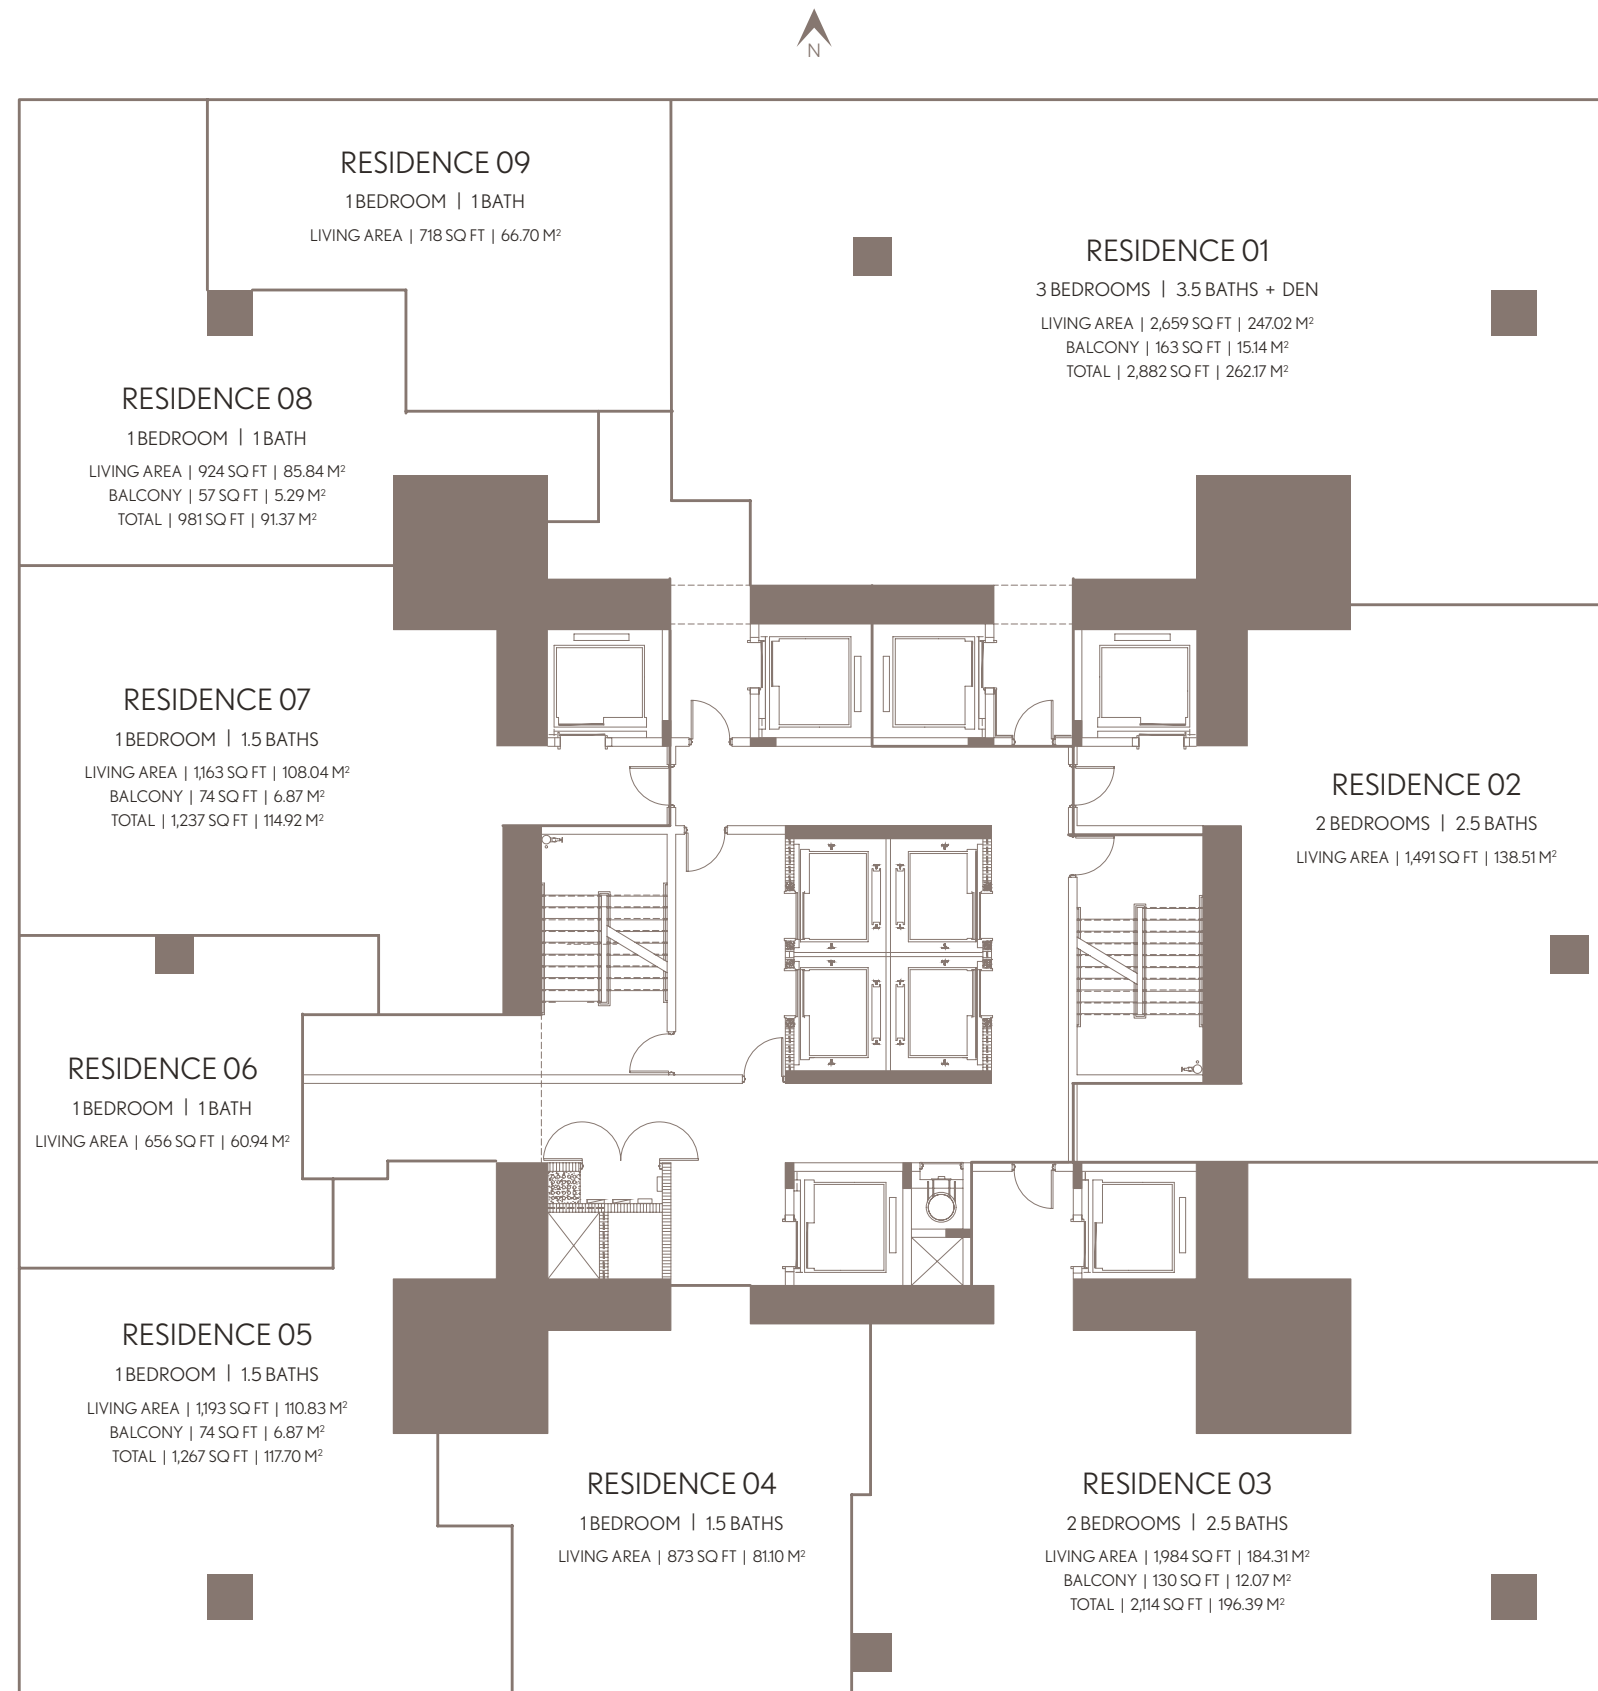 N
RESIDENCE 09
1 BEDROOM | 1 BATH
LIVING AREA | 718 SQ FT | 66.70 M²
RESIDENCE 01
3 BEDROOMS | 3.5 BATHS + DEN
LIVING AREA | 2,659 SQ FT | 247.02 M²
BALCONY | 163 SQ FT | 15.14 M²
TOTAL | 2,882 SQ FT | 262.17 M²
RESIDENCE 08
1 BEDROOM | 1 BATH
LIVING AREA | 924 SQ FT | 85.84 M²
BALCONY | 57 SQ FT | 5.29 M²
TOTAL | 981 SQ FT | 91.37 M²
RESIDENCE 07
1 BEDROOM | 1.5 BATHS
LIVING AREA | 1,163 SQ FT | 108.04 M²
BALCONY | 74 SQ FT | 6.87 M²
TOTAL | 1,237 SQ FT | 114.92 M²
RESIDENCE 02
2 BEDROOMS | 2.5 BATHS
LIVING AREA | 1,491 SQ FT | 138.51 M²
RESIDENCE 06
1 BEDROOM | 1 BATH
LIVING AREA | 656 SQ FT | 60.94 M²
RESIDENCE 05
1 BEDROOM | 1.5 BATHS
LIVING AREA | 1,193 SQ FT | 110.83 M²
BALCONY | 74 SQ FT | 6.87 M²
TOTAL | 1,267 SQ FT | 117.70 M²
RESIDENCE 04
1 BEDROOM | 1.5 BATHS
LIVING AREA | 873 SQ FT | 81.10 M²
RESIDENCE 03
2 BEDROOMS | 2.5 BATHS
LIVING AREA | 1,984 SQ FT | 184.31 M²
BALCONY | 130 SQ FT | 12.07 M²
TOTAL | 2,114 SQ FT | 196.39 M²